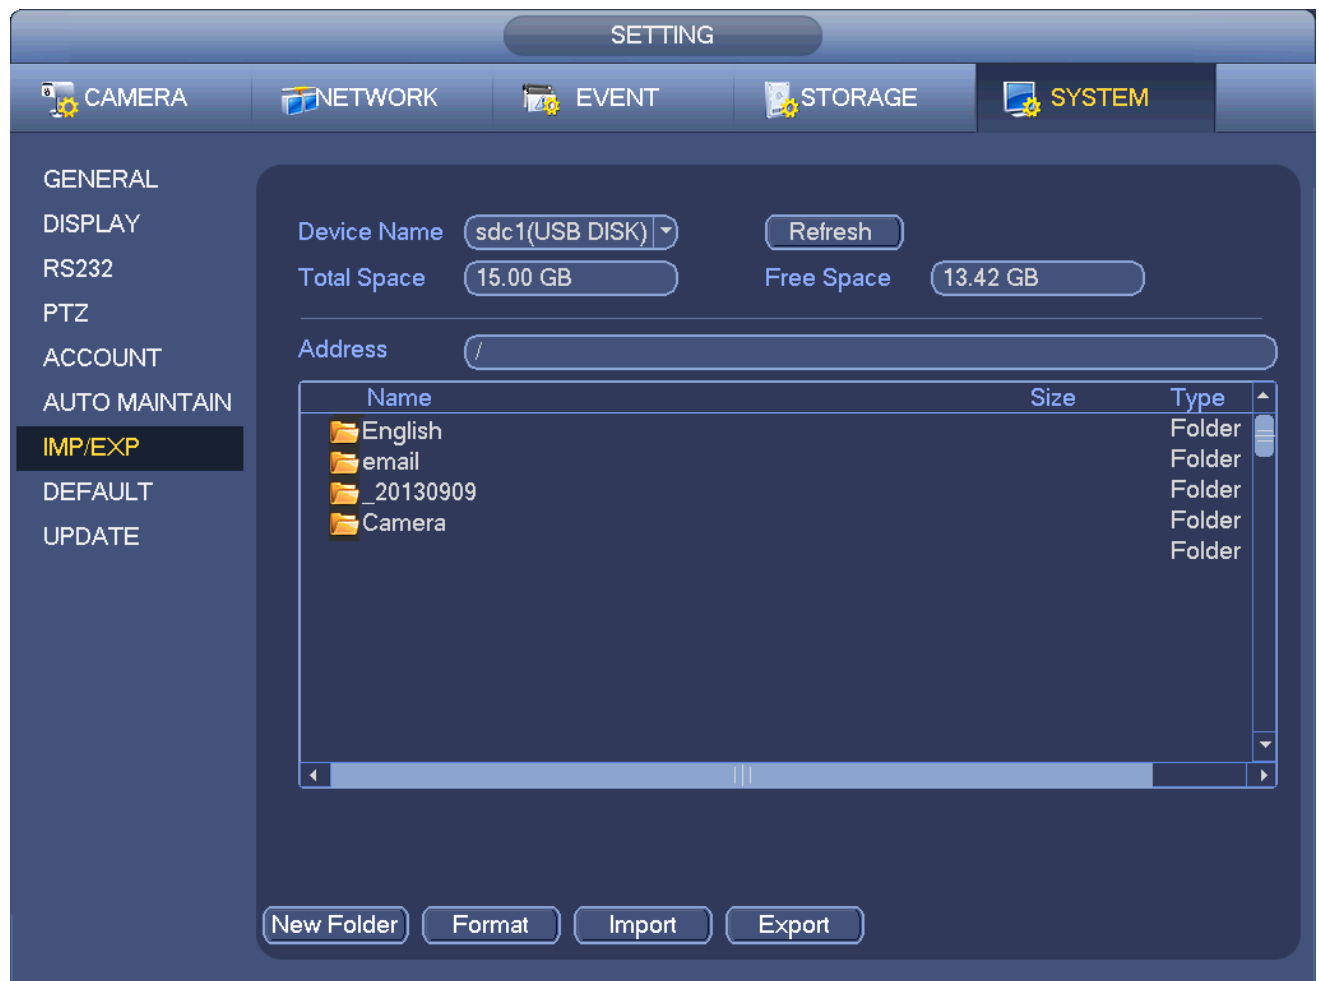 SETTING
CAMERA NETWORK EVENT STORAGE SYSTEM
GENERAL
DISPLAY
RS232
PTZ
ACCOUNT
AUTO MAINTAIN
IMP/EXP
DEFAULT
UPDATE
Device Name sdc1(USB DISK) Refresh
Total Space 15.00 GB Free Space 13.42 GB
Address /
Name Size Type
English Folder
email Folder
_20130909 Folder
Camera Folder
Folder
New Folder Format Import Export